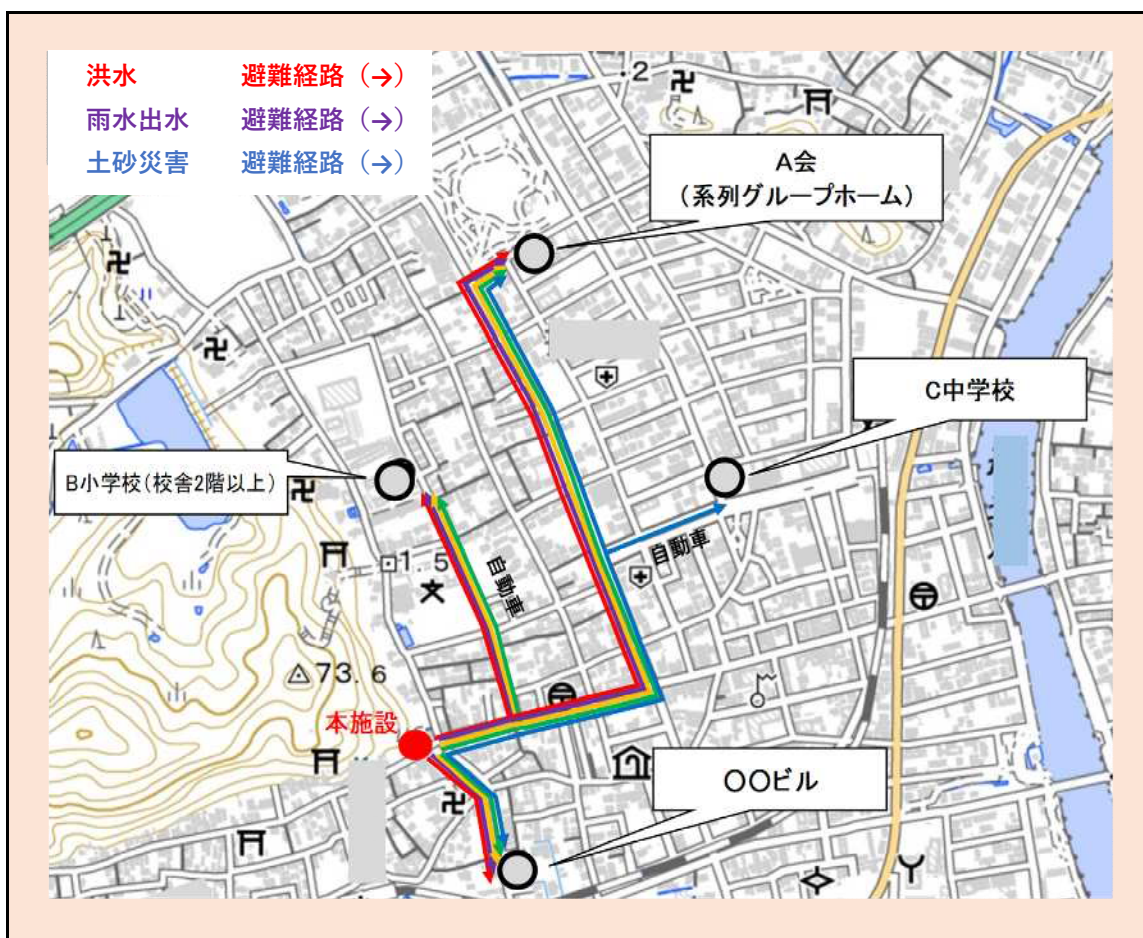 洪水 避難経路（→）
雨水出水 避難経路（→）
土砂災害 避難経路（→）
2
A会
（系列グループホーム）
C中学校
B小学校（校舎2階以上）
1.5
自動車
自動車
73.6
本施設
〇〇ビル